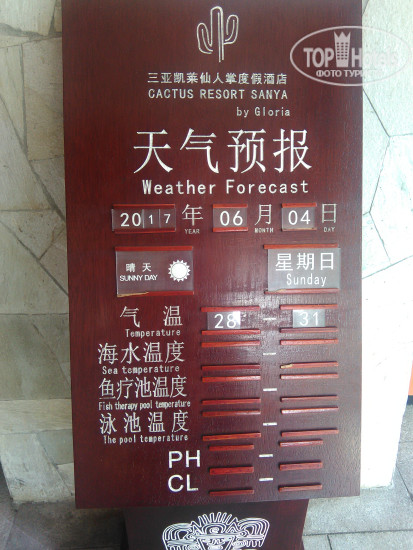 TOP HOTELS
ФОТО ТУРИСТА
三亚凯莱仙人掌度假酒店
CACTUS RESORT SANYA
by Gloria
天气预报
Weather Forecast
2017 年 06 月 04 日
YEAR MONTH DAY
晴 天 星期日
SUNNY DAY Sunday
气 温 28 — 31
Temperature
海水温度 —
Sea temperature
鱼疗池温度 —
Fish therapy pool temperature
泳池温度 —
The pool temperature
PH —
CL —